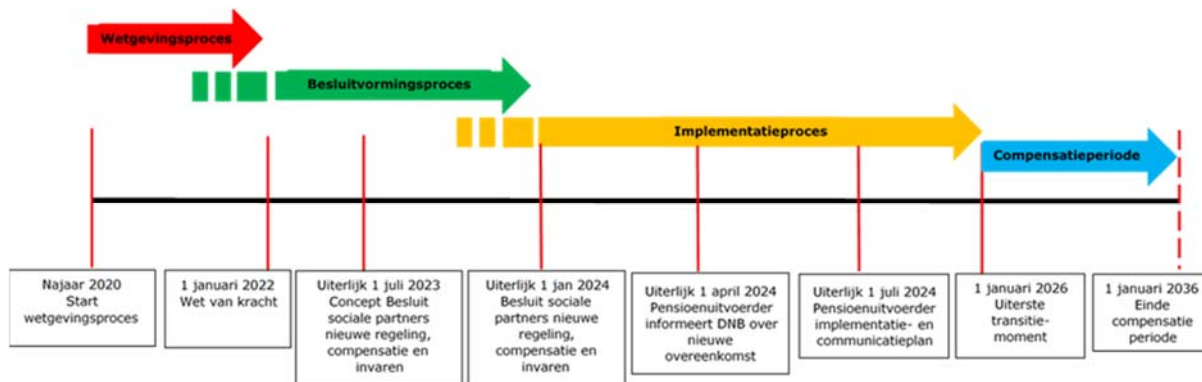 Wetgevingsproces
Besluitvormingsproces
Implementatieproces
Compensatieperiode
Najaar 2020
Start
wetgevingsproces
1 januari 2022
Wet van kracht
Uiterlijk 1 juli 2023
Concept Besluit
sociale partners
nieuwe regeling,
compensatie en
invaren
Uiterlijk 1 jan 2024
Besluit sociale
partners nieuwe
regeling,
compensatie en
invaren
Uiterlijk 1 april 2024
Pensioenuitvoerder
informeert DNB over
nieuwe
overeenkomst
Uiterlijk 1 juli 2024
Pensioenuitvoerder
implementatie- en
communicatieplan
1 januari 2026
Uiterste
transitie-
moment
1 januari 2036
Einde
compensatie
periode